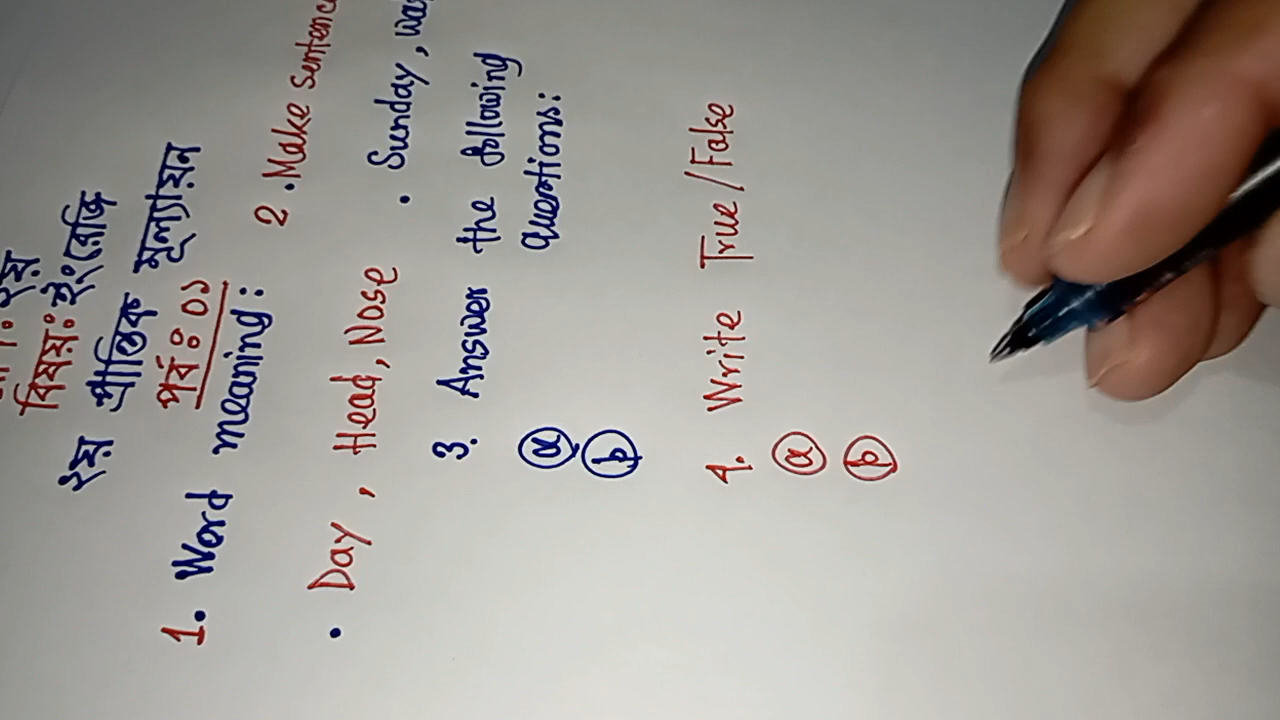 বিষয়: ইংরেজি
২য় প্রান্তিক মূল্যায়ন
পর্ব: ০১
1. Word meaning:
• Day, Head, Nose
2. Make sentence
• Sunday,
3. Answer the following questions:
ⓐ
ⓑ
4. Write True/False
ⓐ
ⓑ